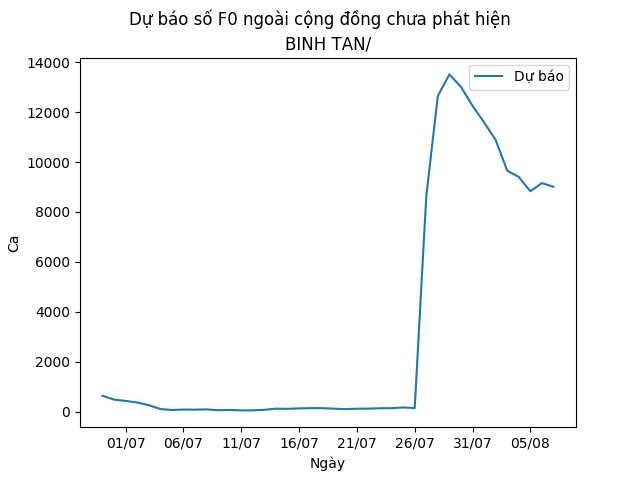 Dự báo số F0 ngoài cộng đồng chưa phát hiện
BINH TAN/
14000
12000
10000
8000
6000
4000
2000
0
Ca
Dự báo
01/07 06/07 11/07 16/07 21/07 26/07 31/07 05/08
Ngày